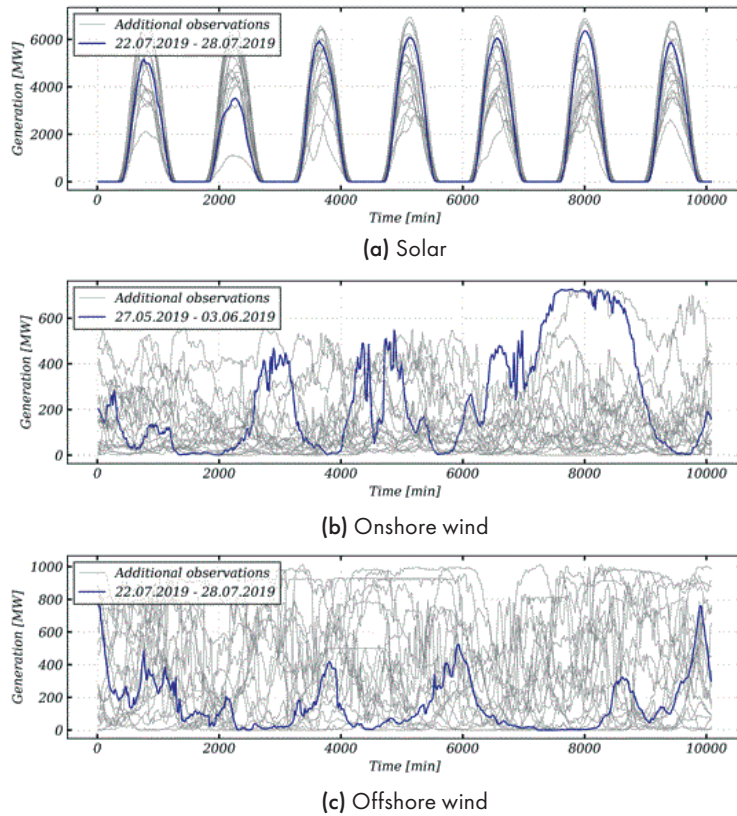 Additional observations
22.07.2019 - 28.07.2019
Generation [MW]
6000
4000
2000
0
0 2000 4000 6000 8000 10000
Time [min]
(a) Solar
Additional observations
27.05.2019 - 03.06.2019
Generation [MW]
600
400
200
0
0 2000 4000 6000 8000 10000
Time [min]
(b) Onshore wind
Additional observations
22.07.2019 - 28.07.2019
Generation [MW]
1000
800
600
400
200
0
0 2000 4000 6000 8000 10000
Time [min]
(c) Offshore wind